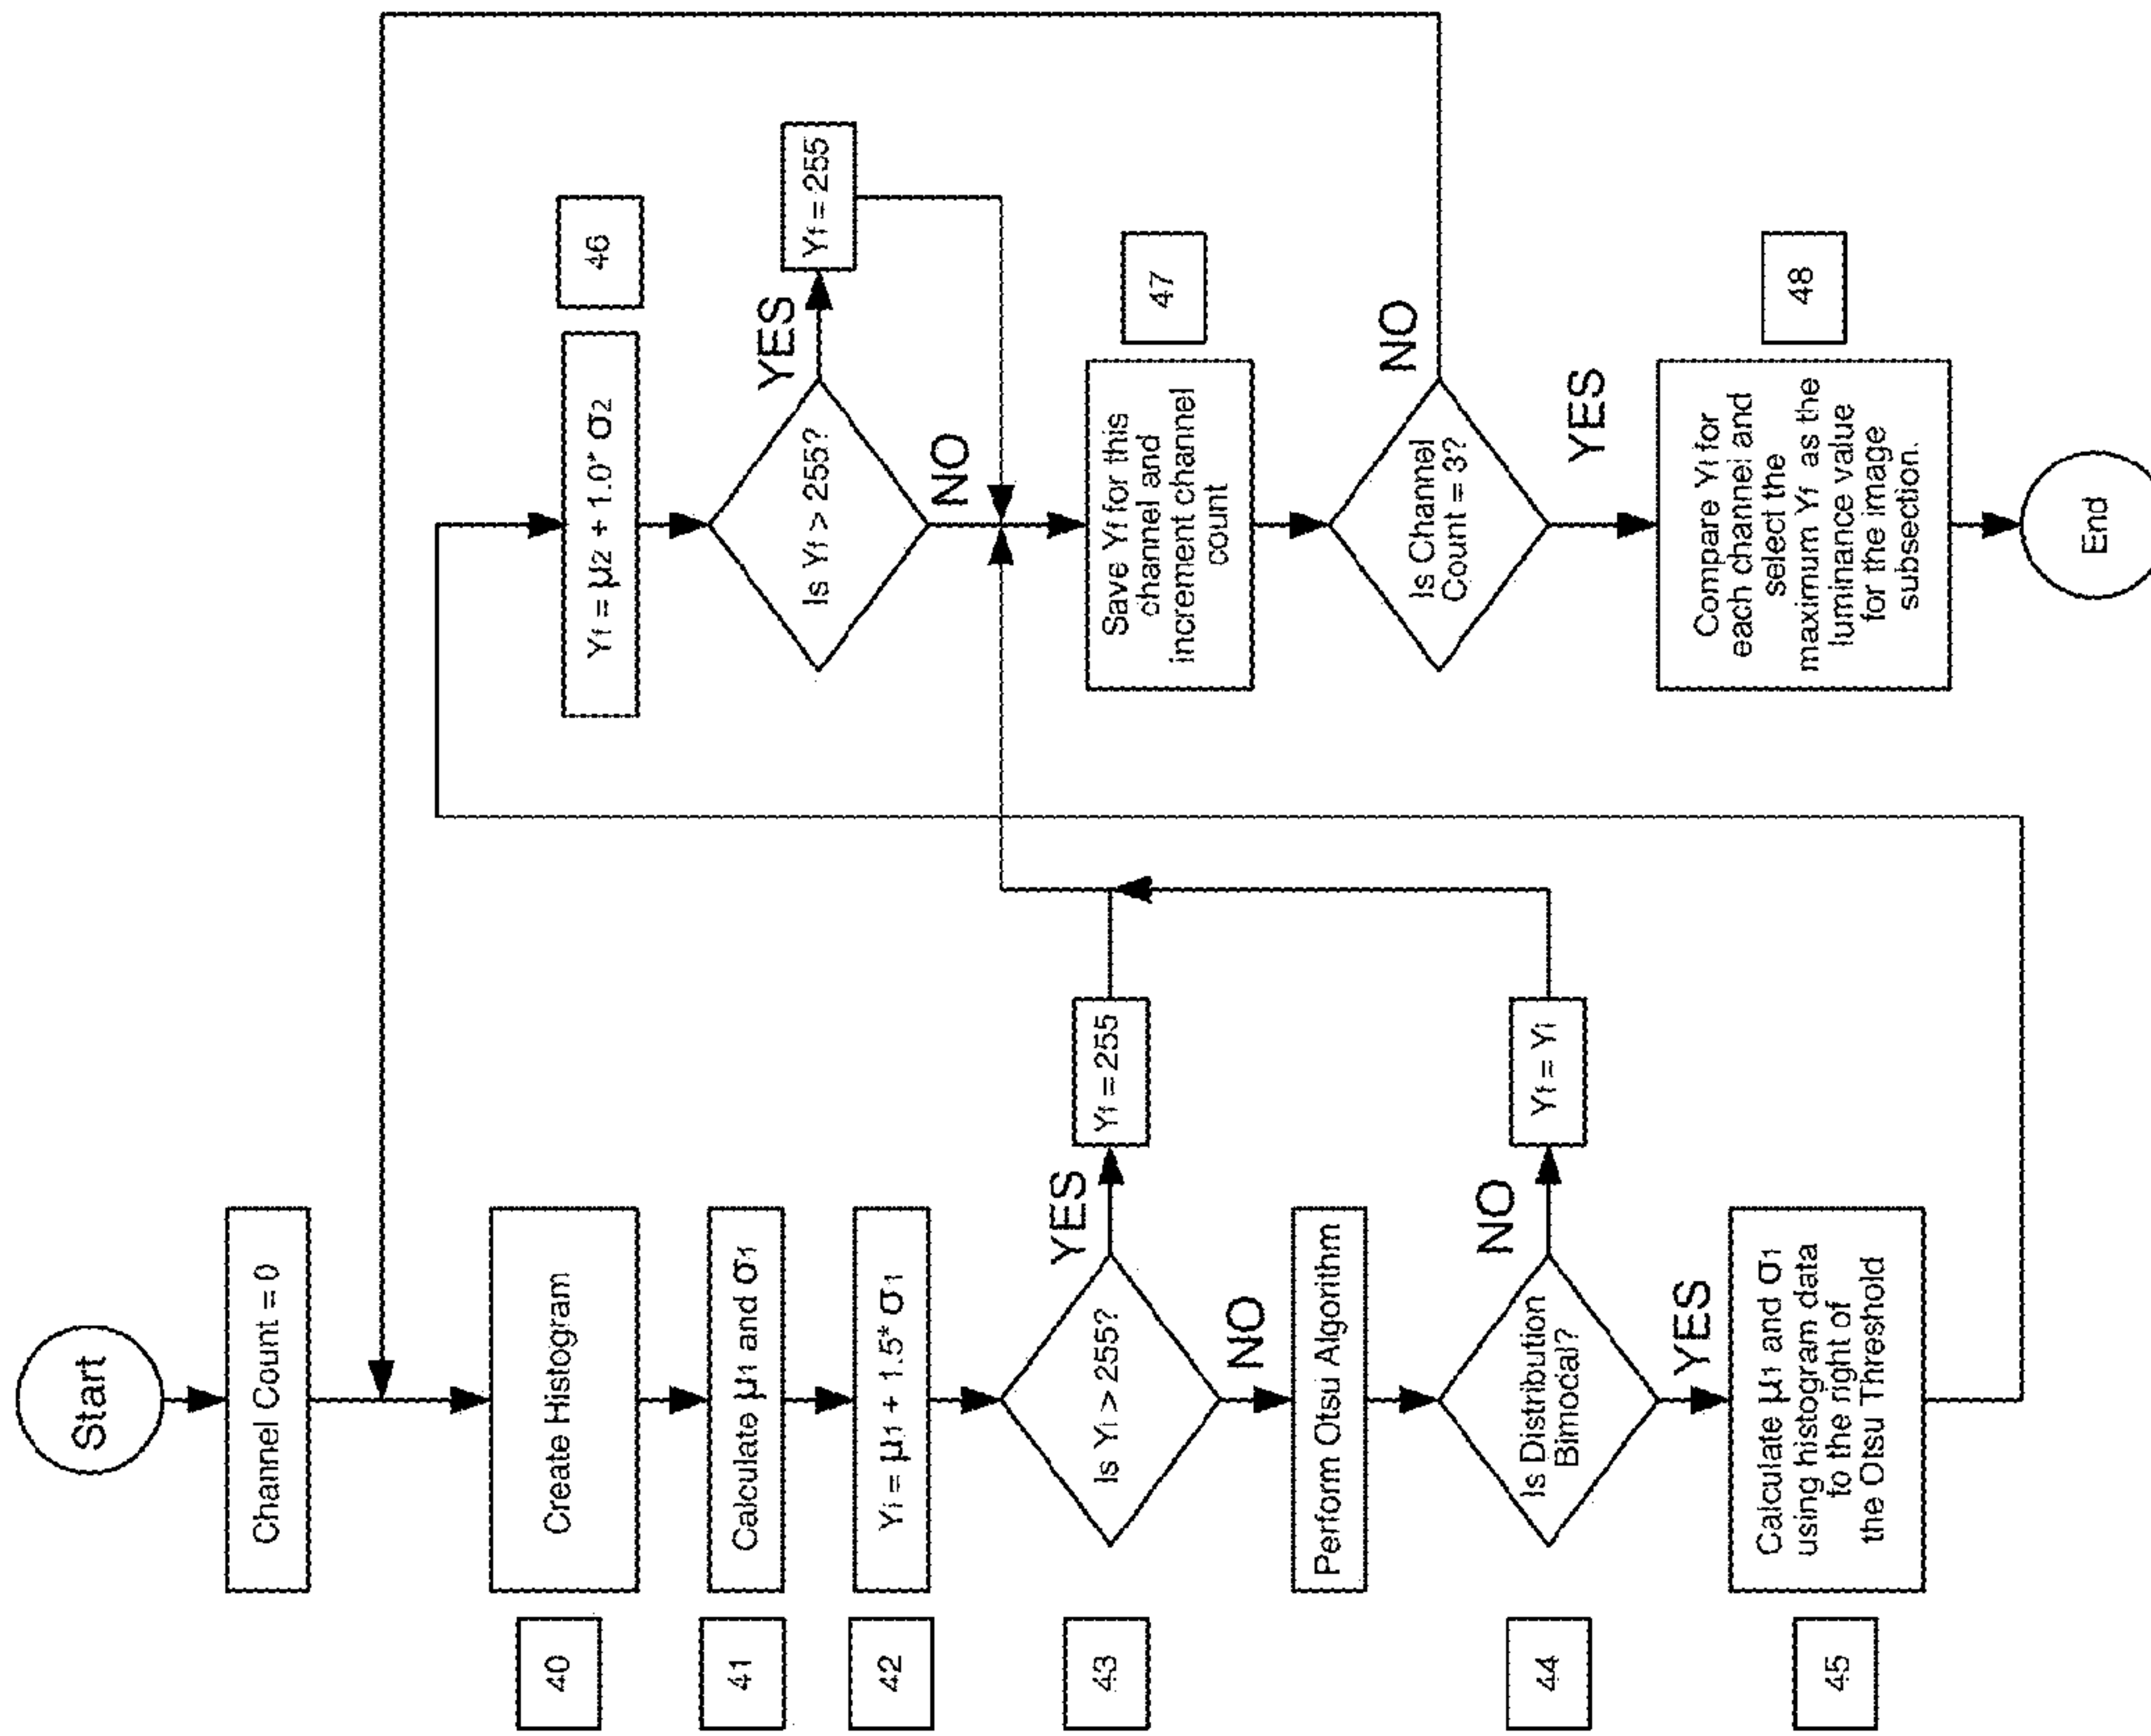 Start
Channel Count = 0
40
Create Histogram
41
Calculate μ1 and σ1
42
Yi = μ1 + 1.5* σ1
43
Is Yi > 255?
YES
Yf = 255
NO
Perform Otsu Algorithm
44
Is Distribution
Bimodal?
NO
Yf = Yi
YES
45
Calculate μ1 and σ1
using histogram data
to the right of
the Otsu Threshold
46
Yf = μ2 + 1.0* σ2
Is Yf > 255?
YES
Yf = 255
NO
47
Save Yf for this
channel and
increment channel
count
Is Channel
Count = 3?
NO
YES
48
Compare Yf for
each channel and
select the
maximum Yf as the
luminance value
for the image
subsection.
End